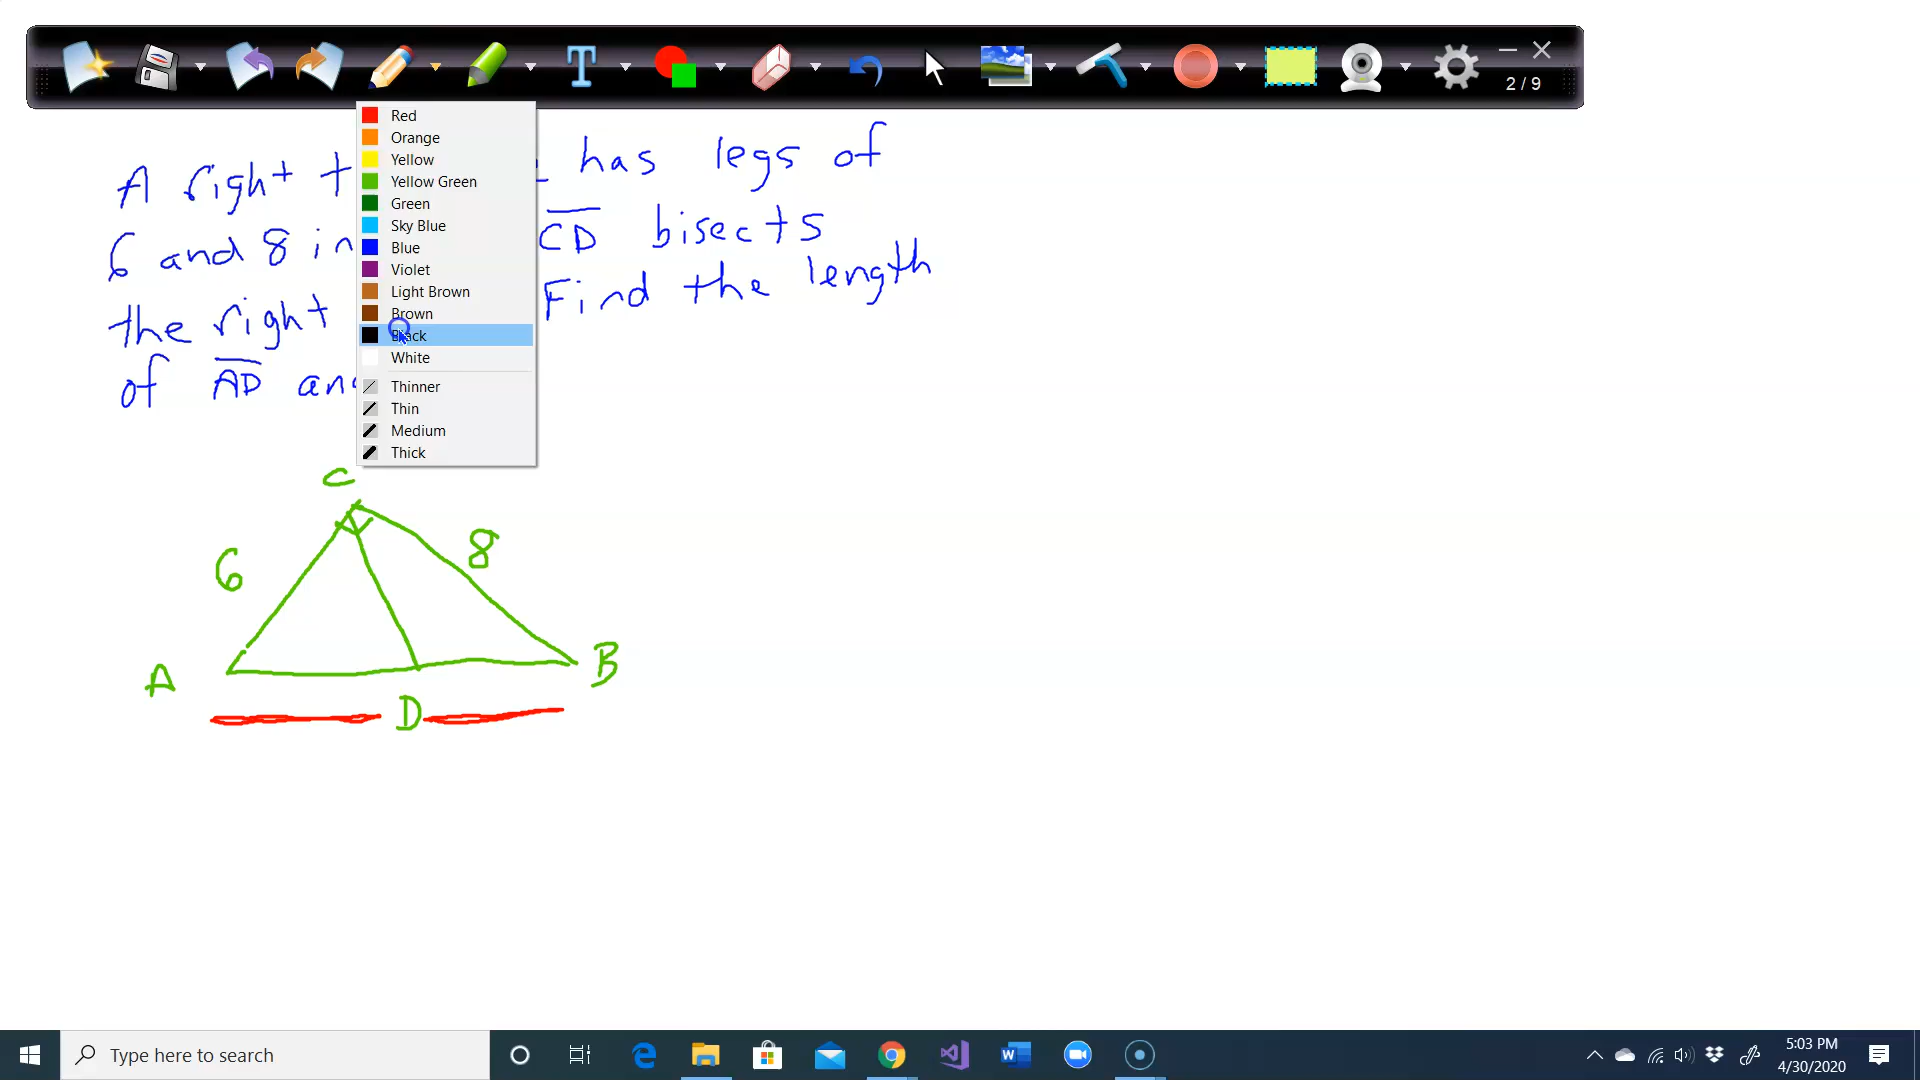 2 / 9
Red
Orange
Yellow
Yellow Green
Green
Sky Blue
Blue
Violet
Light Brown
Brown
Black
White
Thinner
Thin
Medium
Thick
A right has legs of
6 and 8 in CD bisects
the right Find the length
of AD
C
6
8
A
B
D
Type here to search
5:03 PM
4/30/2020